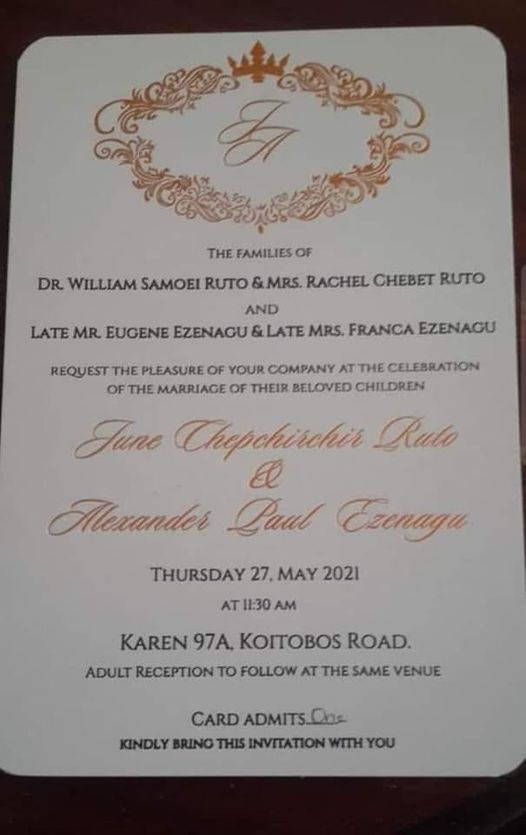 JA
THE FAMILIES OF
DR. WILLIAM SAMOEI RUTO & MRS. RACHEL CHEBET RUTO
AND
LATE MR. EUGENE EZENAGU & LATE MRS. FRANCA EZENAGU
REQUEST THE PLEASURE OF YOUR COMPANY AT THE CELEBRATION
OF THE MARRIAGE OF THEIR BELOVED CHILDREN
June Chepchirchir Ruto
&
Alexander Paul Ezenagu
THURSDAY 27, MAY 2021
AT 11:30 AM
KAREN 97A, KOITOBOS ROAD.
ADULT RECEPTION TO FOLLOW AT THE SAME VENUE
CARD ADMITS One
KINDLY BRING THIS INVITATION WITH YOU